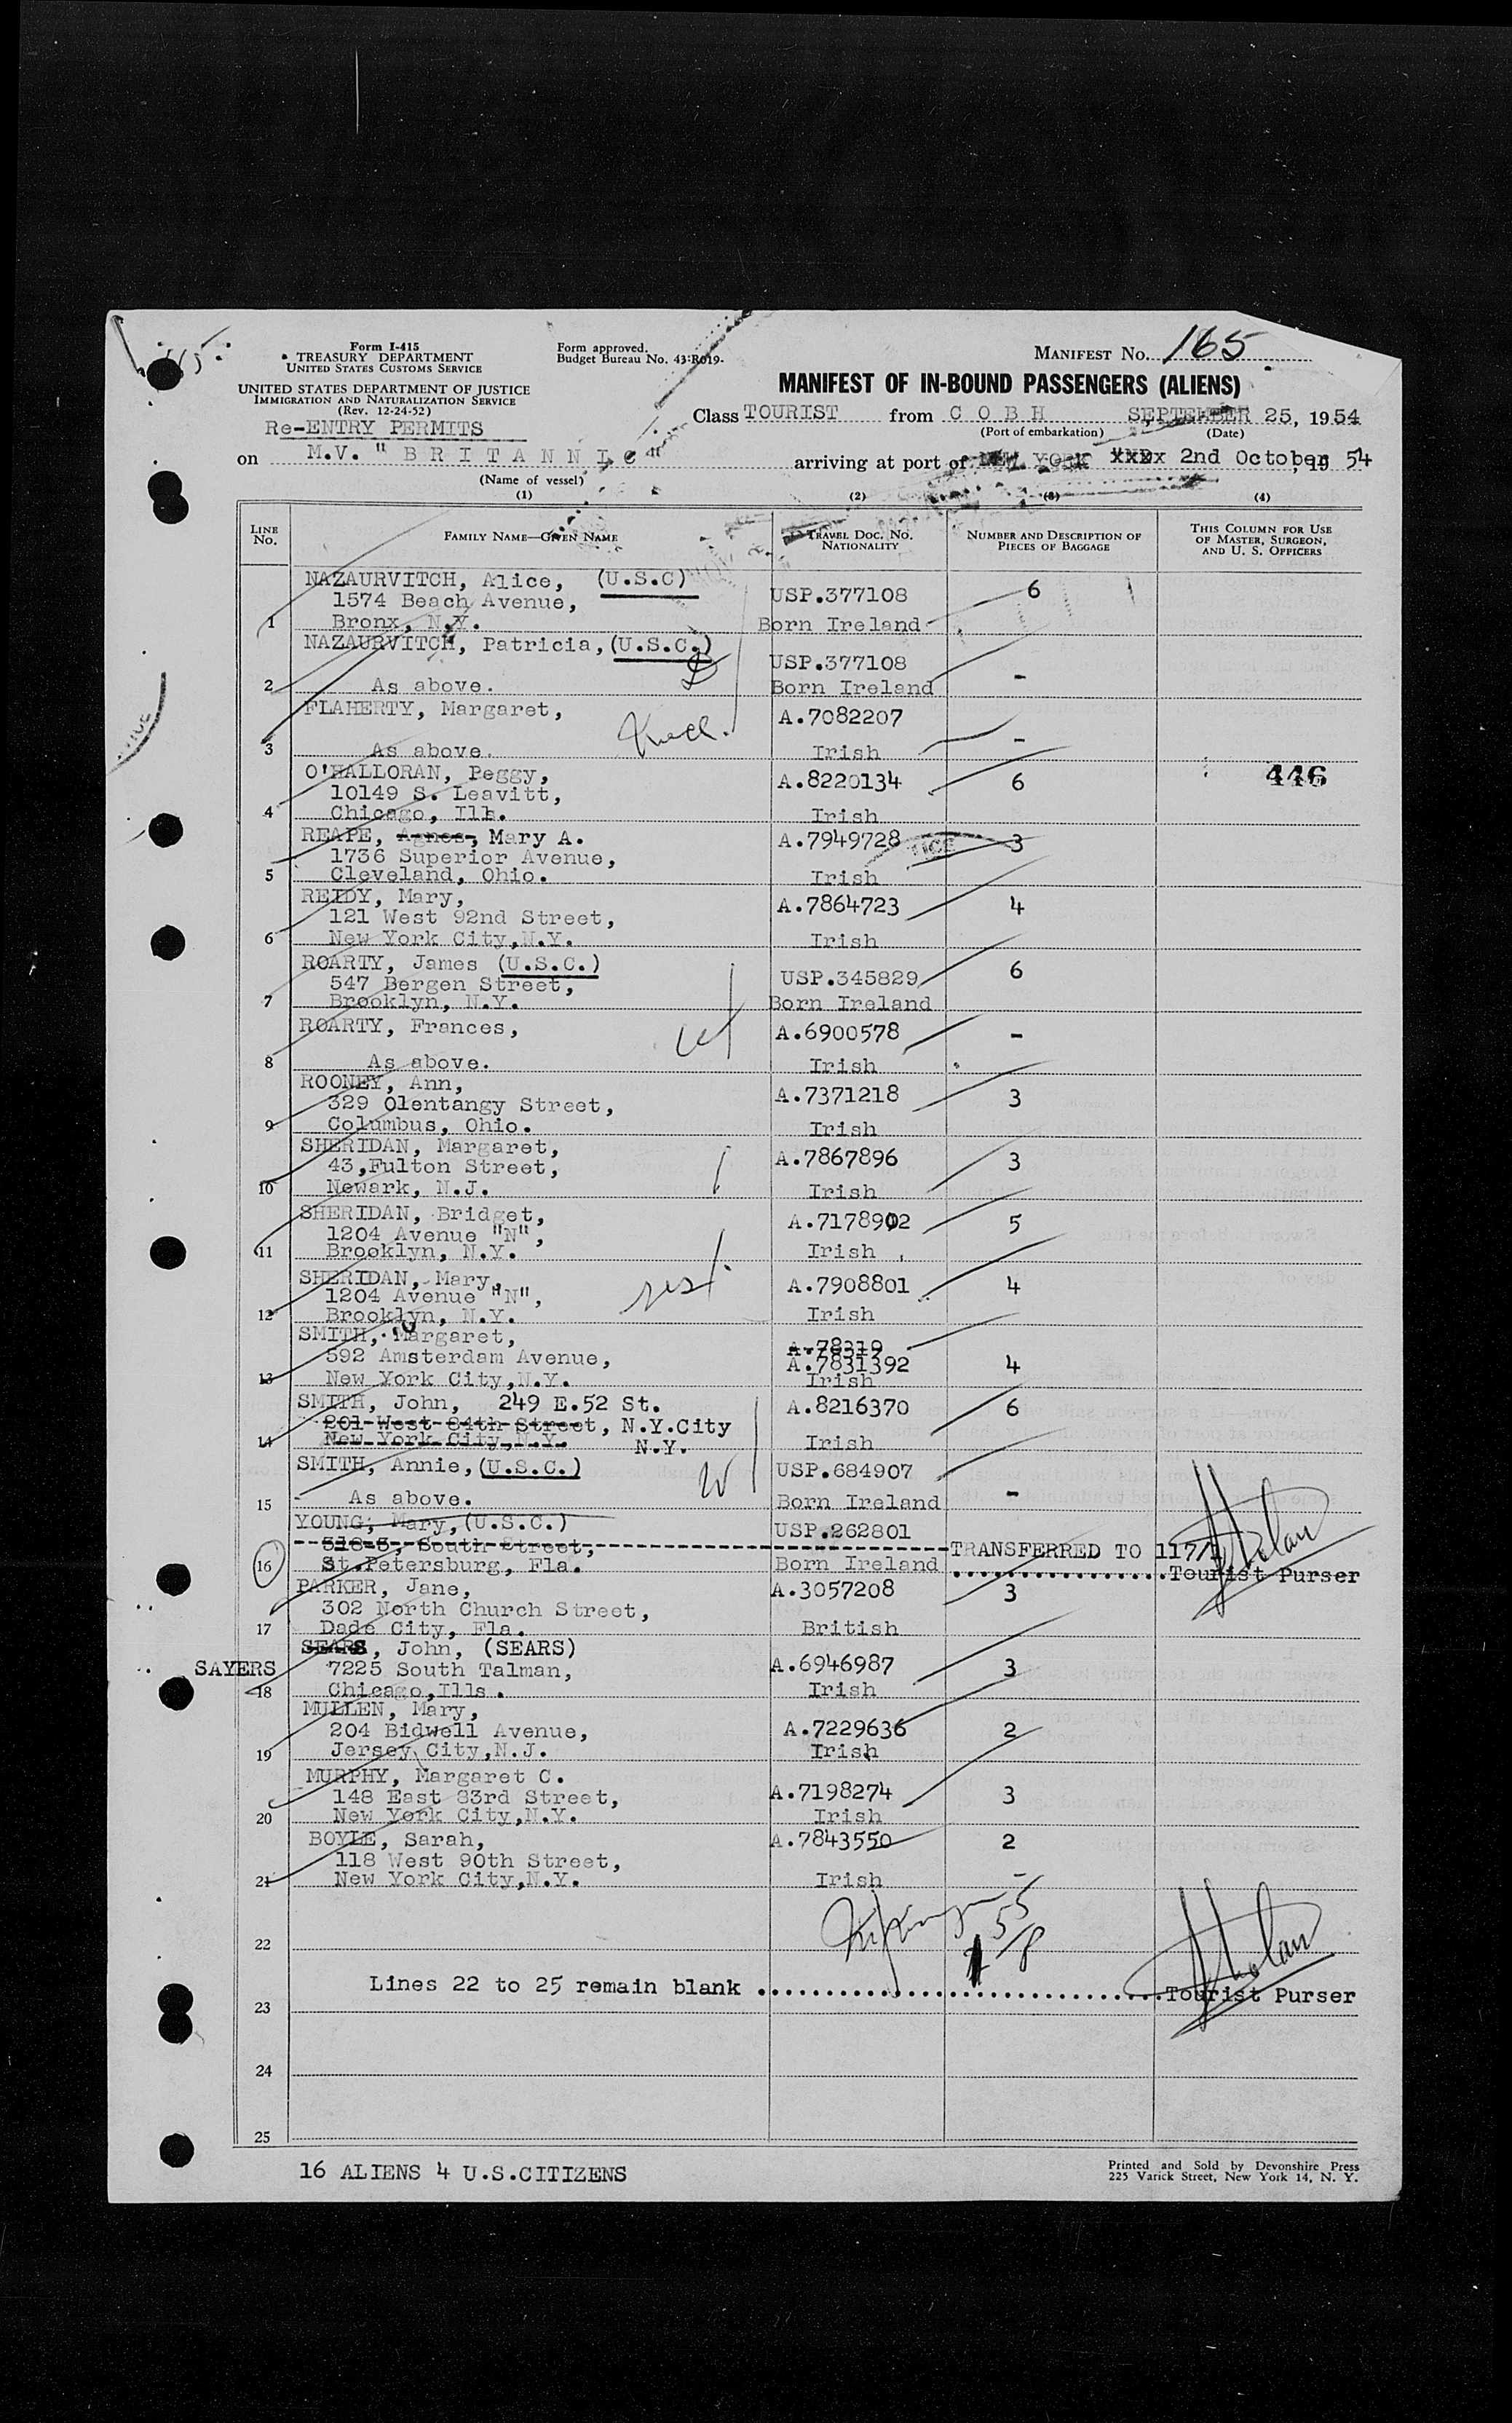 Form I-415
TREASURY DEPARTMENT
UNITED STATES CUSTOMS SERVICE
UNITED STATES DEPARTMENT OF JUSTICE
IMMIGRATION AND NATURALIZATION SERVICE
(Rev. 12-24-52)
Re-ENTRY PERMITS
Form approved.
Budget Bureau No. 43-R019-
MANIFEST NO. 165
MANIFEST OF IN-BOUND PASSENGERS (ALIENS)
Class TOURIST from C O B H SEPTEMBER 25, 1954
(Port of embarkation) (Date)
on M.V. " B R I T A N N I C " arriving at port of NEW YORK xxxx 2nd October, 19 54
(Name of vessel)
(1) (2) (3) (4)
LINE NO.
FAMILY NAME—GIVEN NAME
TRAVEL DOC. NO. NATIONALITY
NUMBER AND DESCRIPTION OF PIECES OF BAGGAGE
THIS COLUMN FOR USE OF MASTER, SURGEON, AND U. S. OFFICERS
NAZAURVITCH, Alice, (U.S.C)
1574 Beach Avenue, USP.377108 6
1 Bronx, N.Y. Born Ireland
NAZAURVITCH, Patricia, (U.S.C.)
USP.377108
2 As above. Born Ireland -
FLAHERTY, Margaret, A.7082207
3 As above. Irish -
O'HALLORAN, Peggy, A.8220134 6 446
10149 S. Leavitt,
4 Chicago, Ills. Irish
REAPE, Agnes, Mary A. A.7949728 3
1736 Superior Avenue,
5 Cleveland, Ohio. Irish
REIDY, Mary, A.7864723 4
121 West 92nd Street,
6 New York City,N.Y. Irish
ROARTY, James (U.S.C.) USP.345829 6
547 Bergen Street,
7 Brooklyn, N.Y. Born Ireland
ROARTY, Frances, A.6900578 -
8 As above. Irish
ROONEY, Ann, A.7371218 3
329 Olentangy Street,
9 Columbus, Ohio. Irish
SHERIDAN, Margaret, A.7867896 3
43,Fulton Street,
10 Newark, N.J. Irish
SHERIDAN, Bridget, A.7178902 5
1204 Avenue "N",
11 Brooklyn, N.Y. Irish
SHERIDAN, Mary, A.7908801 4
1204 Avenue "N",
12 Brooklyn, N.Y. Irish
SMITH, Margaret, A.78319
592 Amsterdam Avenue, A.7831392 4
13 New York City,N.Y. Irish
SMITH, John, 249 E.52 St. A.8216370 6
201 West 84th Street, N.Y.City
14 New York City,N.Y. N.Y. Irish
SMITH, Annie,(U.S.C.) USP.684907
15 As above. Born Ireland -
YOUNG, Mary,(U.S.C.) USP.262801
518-5, South Street, TRANSFERRED TO 117/1
16 St.Petersburg, Fla. Born Ireland Tourist Purser
PARKER, Jane, A.3057208 3
302 North Church Street,
17 Dade City, Fla. British
SEARS, John, (SEARS)
SAYERS 7225 South Talman, A.6946987 3
18 Chicago,Ills. Irish
MULLEN, Mary,
204 Bidwell Avenue, A.7229636 2
19 Jersey City,N.J. Irish
MURPHY, Margaret C.
148 East 83rd Street, A.7198274 3
20 New York City,N.Y. Irish
BOYLE, Sarah, A.7843550 2
118 West 90th Street,
21 New York City,N.Y. Irish -
22
Lines 22 to 25 remain blank .................................Tourist Purser
23
24
25
16 ALIENS 4 U.S.CITIZENS
Printed and Sold by Devonshire Press
225 Varick Street, New York 14, N. Y.